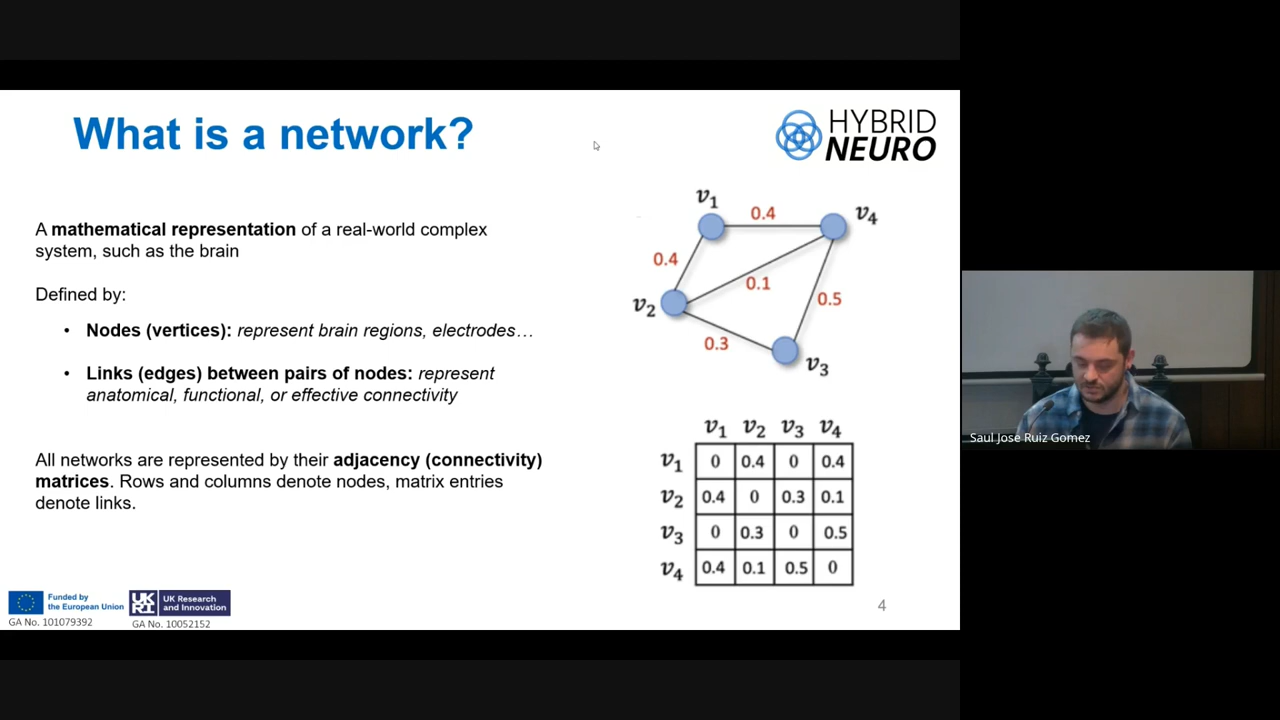 What is a network?
HYBRID
NEURO
A mathematical representation of a real-world complex
system, such as the brain
Defined by:
• Nodes (vertices): represent brain regions, electrodes…
• Links (edges) between pairs of nodes: represent
anatomical, functional, or effective connectivity
All networks are represented by their adjacency (connectivity)
matrices. Rows and columns denote nodes, matrix entries
denote links.
v1
0.4
v4
0.4
0.1
v2
0.5
0.3
v3
v1 v2 v3 v4
v1 0 0.4 0 0.4
v2 0.4 0 0.3 0.1
v3 0 0.3 0 0.5
v4 0.4 0.1 0.5 0
Funded by
the European Union
GA No. 101079392
UK
RI
UK Research
and Innovation
GA No. 10052152
4
Saul Jose Ruiz Gomez